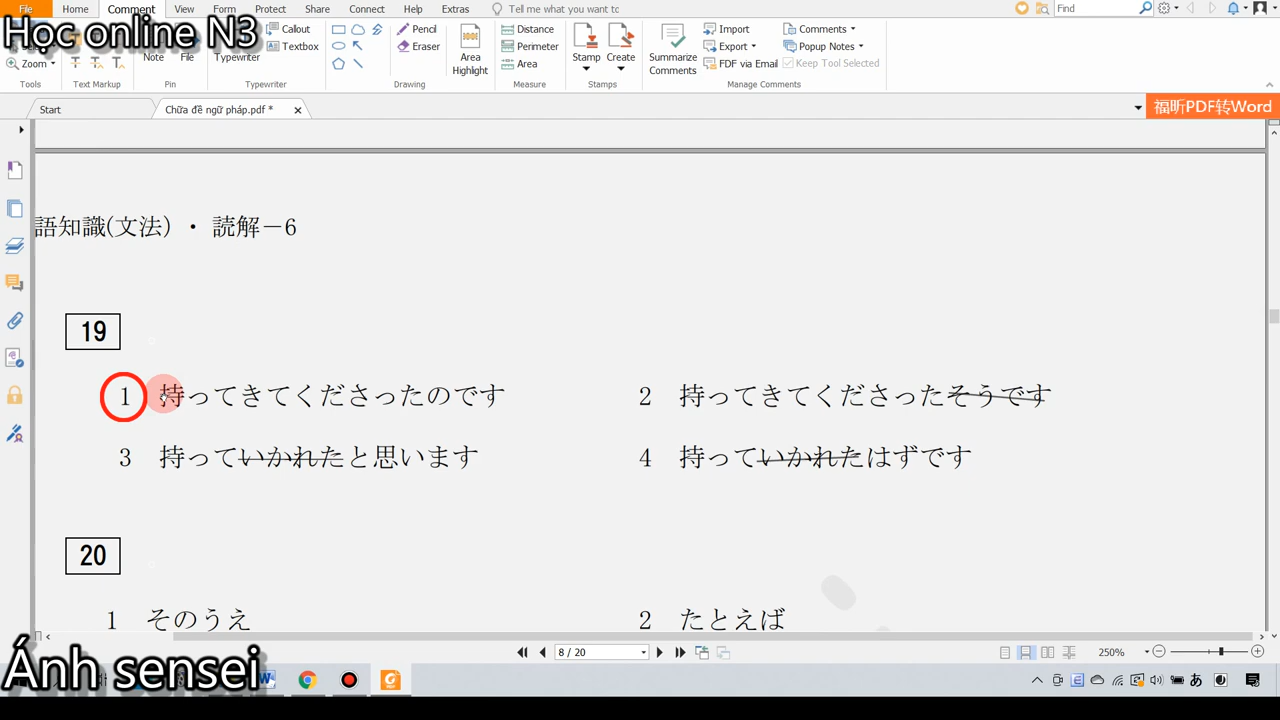 File Home Comment View Form Protect Share Connect Help Extras Tell me what you want to Find
Học online N3
Callout Pencil Distance Import Comments
Textbox Eraser Perimeter Export Popup Notes
Zoom Note File Typewriter Area Highlight Area Stamp Create Summarize Comments FDF via Email Keep Tool Selected
Tools Text Markup Pin Typewriter Drawing Measure Stamps Manage Comments
Start Chữa đề ngữ pháp.pdf * 福昕PDF转Word
語知識(文法) ・ 読解－6
19
1 持ってきてくださったのです 2 持ってきてくださったそうです
3 持っていかれたと思います 4 持っていかれたはずです
20
1 そのうえ 2 たとえば
8 / 20 250%
Ánh sensei